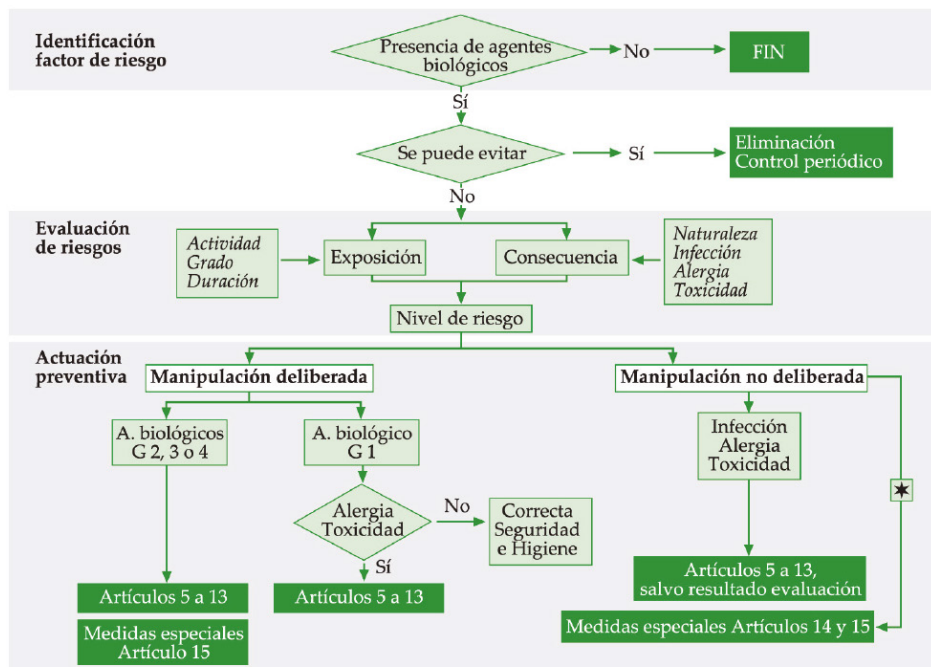 Identificación
factor de riesgo
Presencia de agentes
biológicos
No
FIN
Sí
Se puede evitar
Sí
Eliminación
Control periódico
No
Evaluación
de riesgos
Actividad
Grado
Duración
Exposición
Consecuencia
Naturaleza
Infección
Alergia
Toxicidad
Nivel de riesgo
Actuación
preventiva
Manipulación deliberada
Manipulación no deliberada
A. biológicos
G 2, 3 o 4
A. biológico
G 1
Infección
Alergia
Toxicidad
Alergia
Toxicidad
No
Correcta
Seguridad
e Higiene
Sí
Artículos 5 a 13
Artículos 5 a 13
Artículos 5 a 13,
salvo resultado evaluación
Medidas especiales
Artículo 15
Medidas especiales Artículos 14 y 15